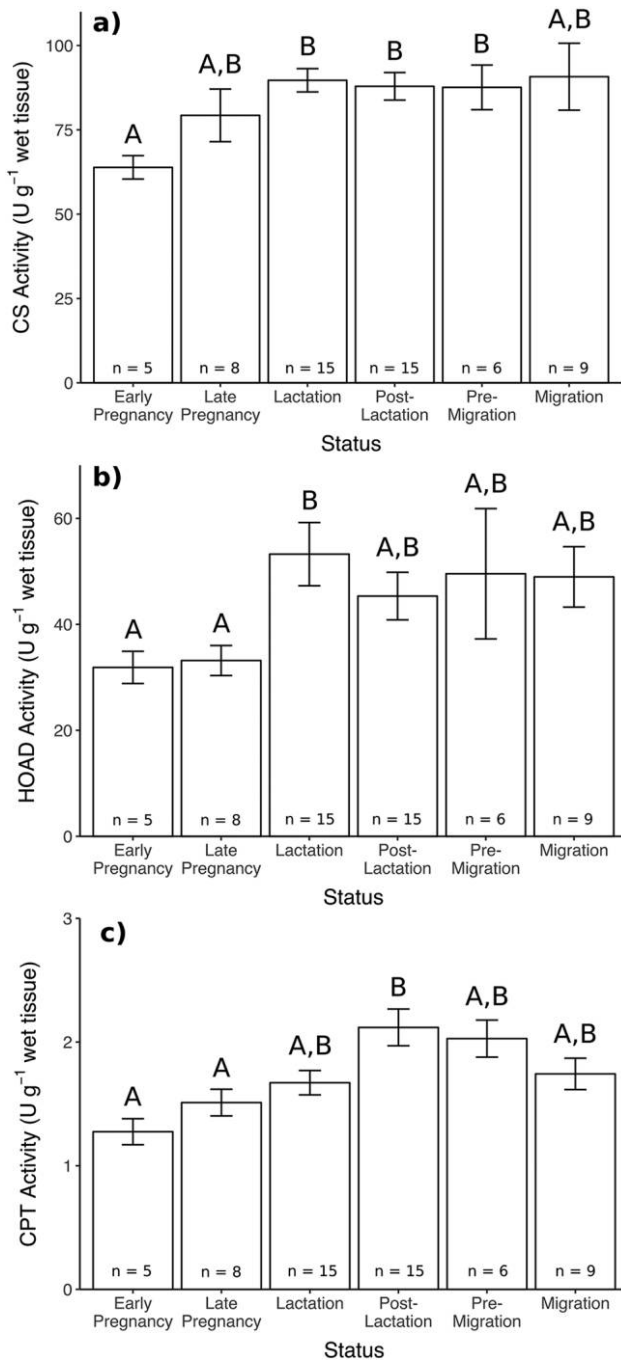 a)
CS Activity (U g⁻¹ wet tissue)
100
75
50
25
0
A
A,B
B
B
B
A,B
n = 5
n = 8
n = 15
n = 15
n = 6
n = 9
Early
Pregnancy
Late
Pregnancy
Lactation
Post-
Lactation
Pre-
Migration
Migration
Status
b)
HOAD Activity (U g⁻¹ wet tissue)
60
40
20
0
A
A
B
A,B
A,B
A,B
n = 5
n = 8
n = 15
n = 15
n = 6
n = 9
Early
Pregnancy
Late
Pregnancy
Lactation
Post-
Lactation
Pre-
Migration
Migration
Status
c)
CPT Activity (U g⁻¹ wet tissue)
3
2
1
0
A
A
A,B
B
A,B
A,B
n = 5
n = 8
n = 15
n = 15
n = 6
n = 9
Early
Pregnancy
Late
Pregnancy
Lactation
Post-
Lactation
Pre-
Migration
Migration
Status